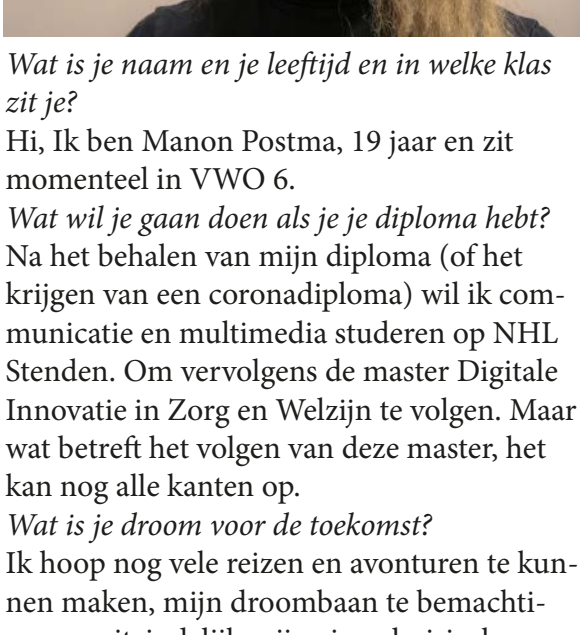 Wat is je naam en je leeftijd en in welke klas
zit je?
Hi, Ik ben Manon Postma, 19 jaar en zit
momenteel in VWO 6.
Wat wil je gaan doen als je je diploma hebt?
Na het behalen van mijn diploma (of het
krijgen van een coronadiploma) wil ik com-
municatie en multimedia studeren op NHL
Stenden. Om vervolgens de master Digitale
Innovatie in Zorg en Welzijn te volgen. Maar
wat betreft het volgen van deze master, het
kan nog alle kanten op.
Wat is je droom voor de toekomst?
Ik hoop nog vele reizen en avonturen te kun-
nen maken, mijn droombaan te bemachti-